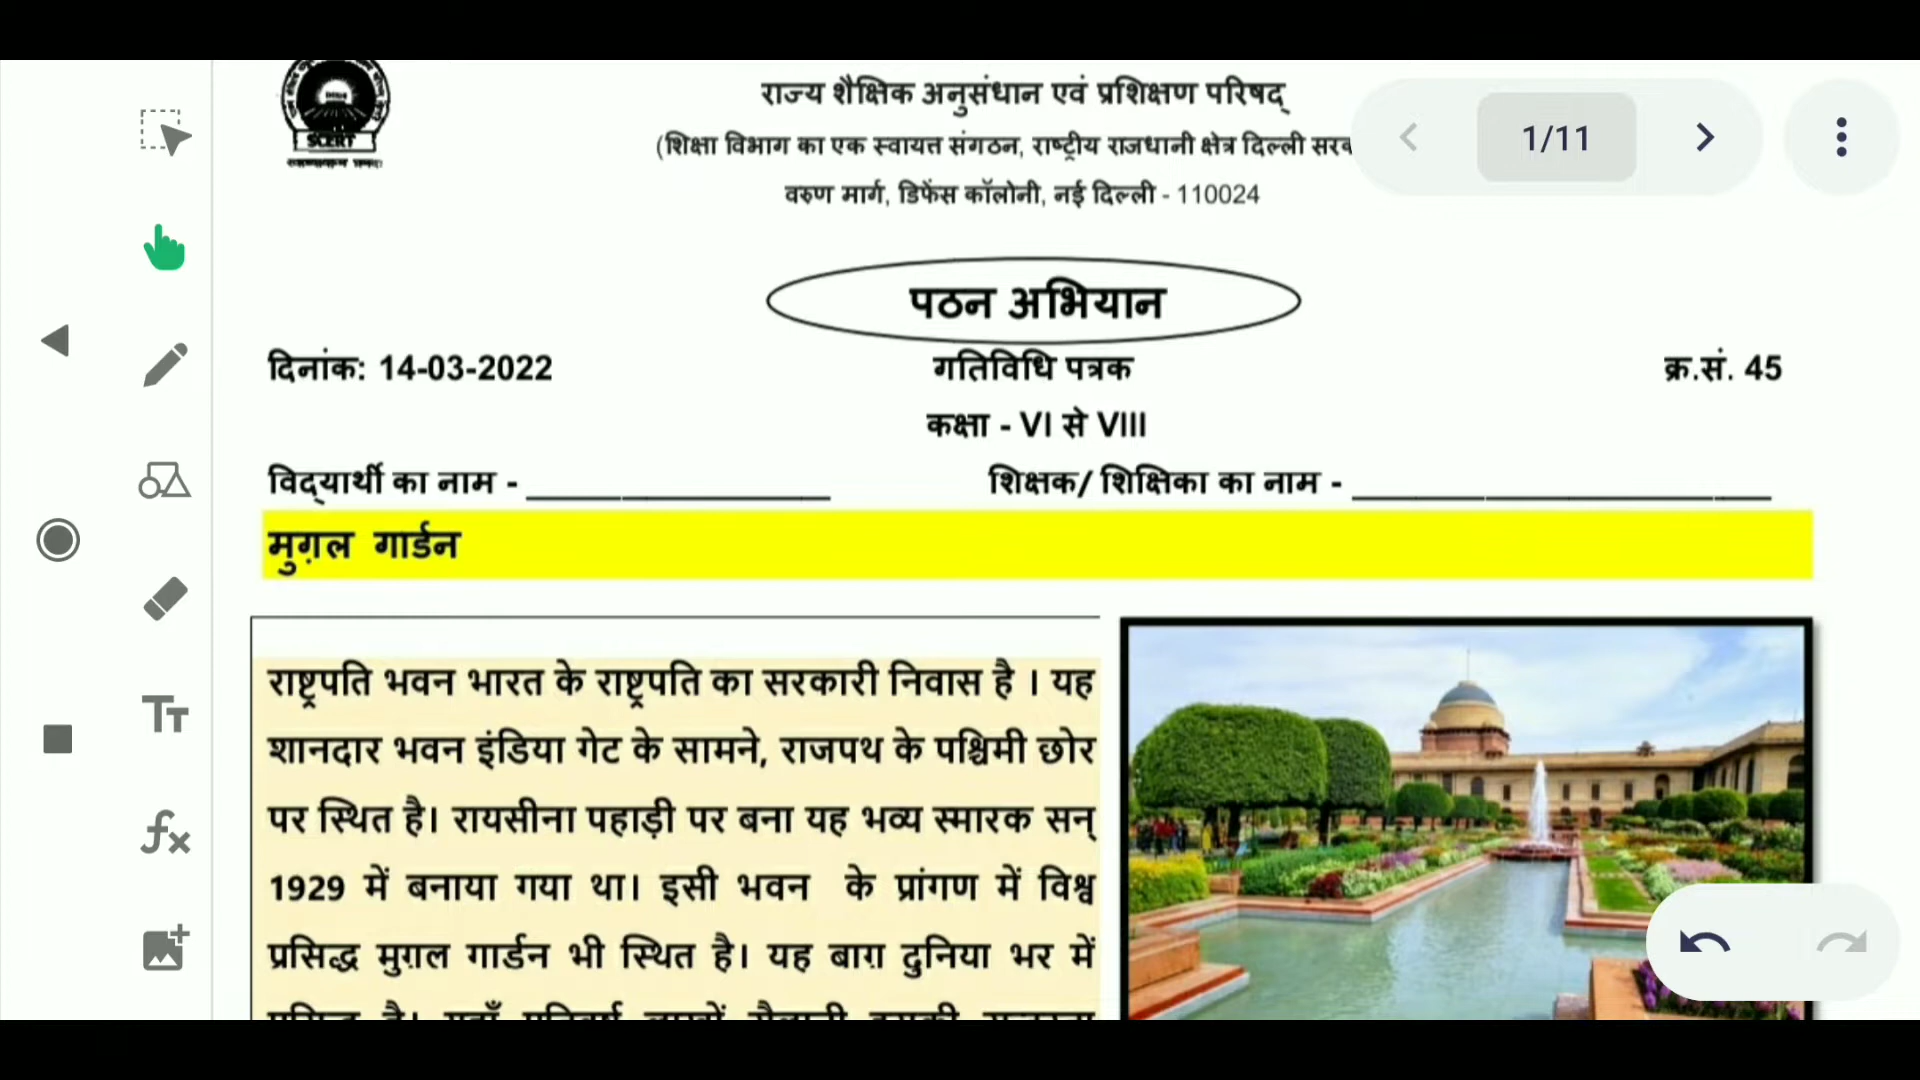 SCERT
राज्य शैक्षिक अनुसंधान एवं प्रशिक्षण परिषद्
(शिक्षा विभाग का एक स्वायत्त संगठन, राष्ट्रीय राजधानी क्षेत्र दिल्ली
1/11
वरुण मार्ग, डिफेंस कॉलोनी, नई दिल्ली - 110024
पठन अभियान
दिनांक: 14-03-2022 गतिविधि पत्रक क्र.सं. 45
कक्षा - VI से VIII
विद्यार्थी का नाम - शिक्षक/ शिक्षिका का नाम -
मुग़ल गार्डन
राष्ट्रपति भवन भारत के राष्ट्रपति का सरकारी निवास है । यह
शानदार भवन इंडिया गेट के सामने, राजपथ के पश्चिमी छोर
पर स्थित है। रायसीना पहाड़ी पर बना यह भव्य स्मारक सन्
1929 में बनाया गया था। इसी भवन के प्रांगण में विश्व
प्रसिद्ध मुग़ल गार्डन भी स्थित है। यह बाग़ दुनिया भर में